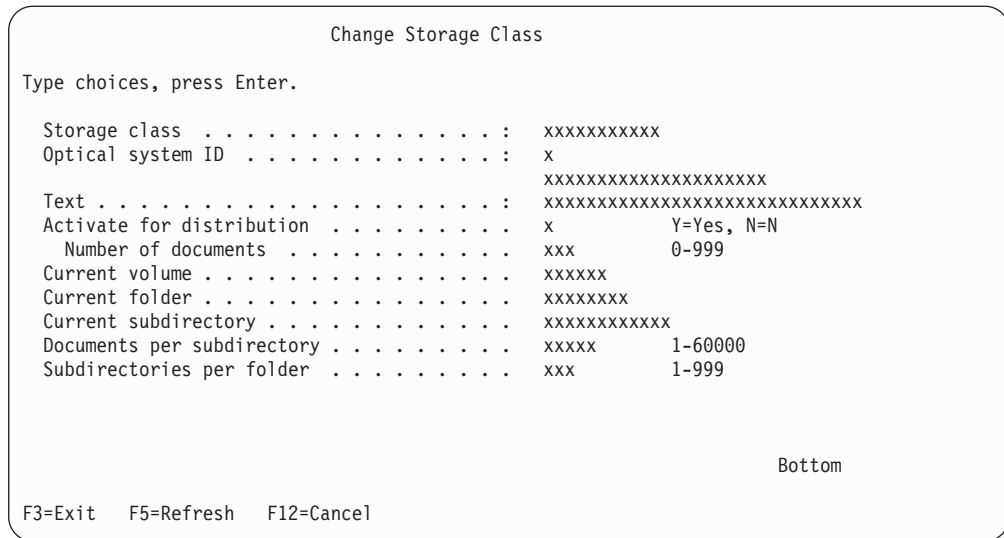 Change Storage Class
Type choices, press Enter.
Storage class . . . . . . . . . . . . . . . : xxxxxxxxxxx
Optical system ID . . . . . . . . . . . . . : x
xxxxxxxxxxxxxxxxxxxxx
Text . . . . . . . . . . . . . . . . . . . . : xxxxxxxxxxxxxxxxxxxxxxxxxxxxxx
Activate for distribution . . . . . . . . . x Y=Yes, N=N
Number of documents . . . . . . . . . . . xxx 0-999
Current volume . . . . . . . . . . . . . . . xxxxxx
Current folder . . . . . . . . . . . . . . . xxxxxxxx
Current subdirectory . . . . . . . . . . . . xxxxxxxxxxxx
Documents per subdirectory . . . . . . . . . xxxxx 1-60000
Subdirectories per folder . . . . . . . . . xxx 1-999
Bottom
F3=Exit F5=Refresh F12=Cancel